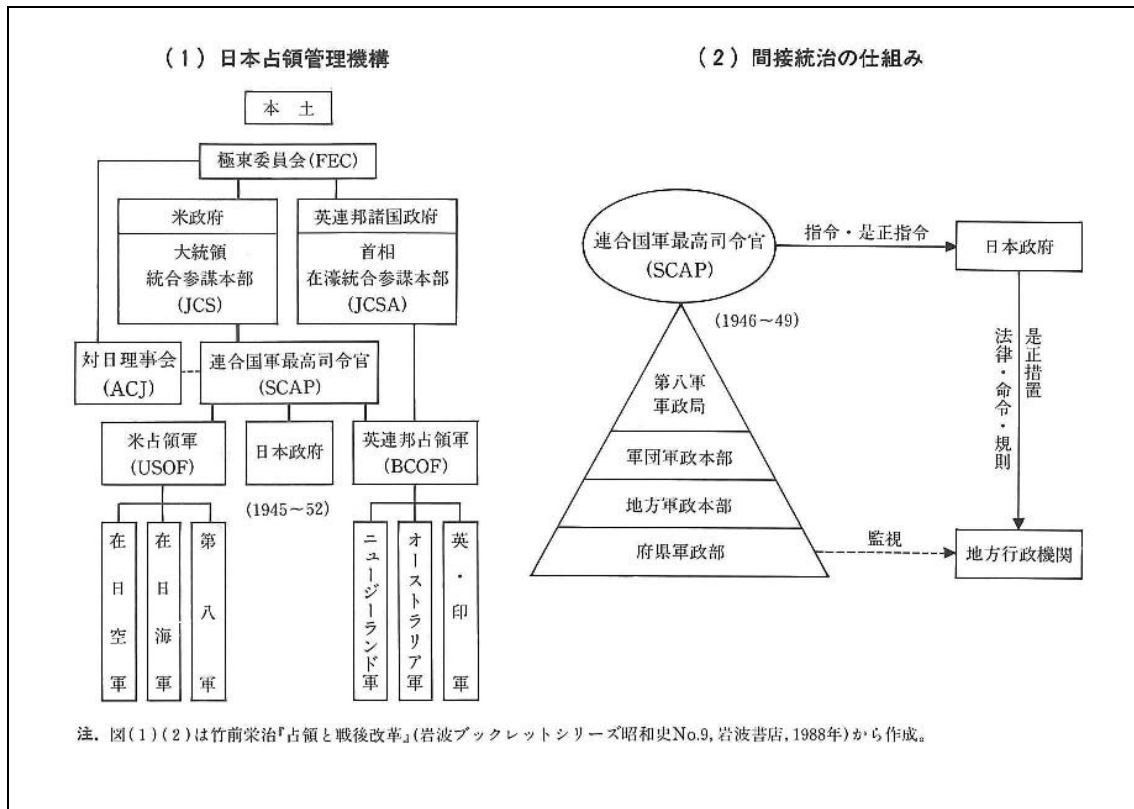 (1) 日本占領管理機構
本土
極東委員会(FEC)
米政府
大統領
統合参謀本部
(JCS)
英連邦諸国政府
首相
在濠統合参謀本部
(JCSA)
対日理事会
(ACJ)
連合国軍最高司令官
(SCAP)
米占領軍
(USOF)
日本政府
英連邦占領軍
(BCOF)
(1945～52)
在日空軍
在日海軍
第八軍
ニュージーランド軍
オーストラリア軍
英・印軍
(2) 間接統治の仕組み
連合国軍最高司令官
(SCAP)
指令・是正指令
日本政府
(1946～49)
第八軍
軍政局
軍団軍政本部
地方軍政本部
府県軍政部
是正措置
法律・命令・規則
監視
地方行政機関
注. 図(1)(2)は竹前栄治『占領と戦後改革』(岩波ブックレットシリーズ昭和史No.9, 岩波書店, 1988年)から作成。